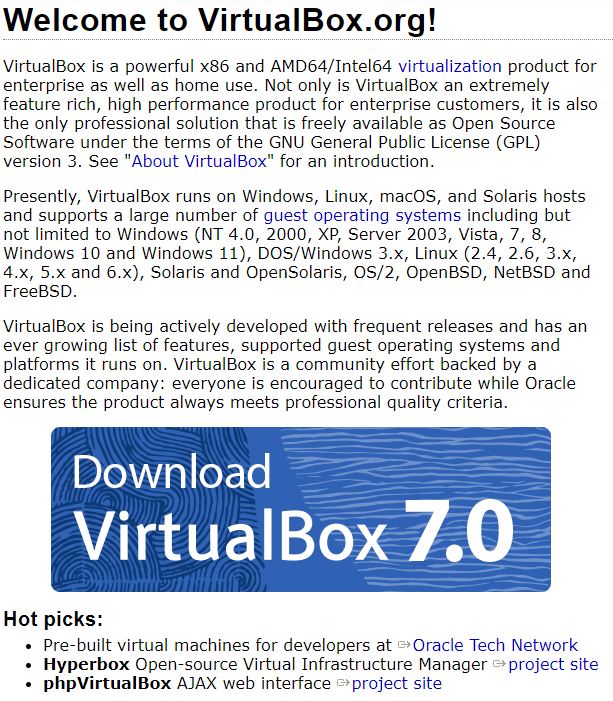 Welcome to VirtualBox.org!
VirtualBox is a powerful x86 and AMD64/Intel64 virtualization product for
enterprise as well as home use. Not only is VirtualBox an extremely
feature rich, high performance product for enterprise customers, it is also
the only professional solution that is freely available as Open Source
Software under the terms of the GNU General Public License (GPL)
version 3. See "About VirtualBox" for an introduction.
Presently, VirtualBox runs on Windows, Linux, macOS, and Solaris hosts
and supports a large number of guest operating systems including but
not limited to Windows (NT 4.0, 2000, XP, Server 2003, Vista, 7, 8,
Windows 10 and Windows 11), DOS/Windows 3.x, Linux (2.4, 2.6, 3.x,
4.x, 5.x and 6.x), Solaris and OpenSolaris, OS/2, OpenBSD, NetBSD and
FreeBSD.
VirtualBox is being actively developed with frequent releases and has an
ever growing list of features, supported guest operating systems and
platforms it runs on. VirtualBox is a community effort backed by a
dedicated company: everyone is encouraged to contribute while Oracle
ensures the product always meets professional quality criteria.
Download
VirtualBox 7.0
Hot picks:
• Pre-built virtual machines for developers at Oracle Tech Network
• Hyperbox Open-source Virtual Infrastructure Manager project site
• phpVirtualBox AJAX web interface project site